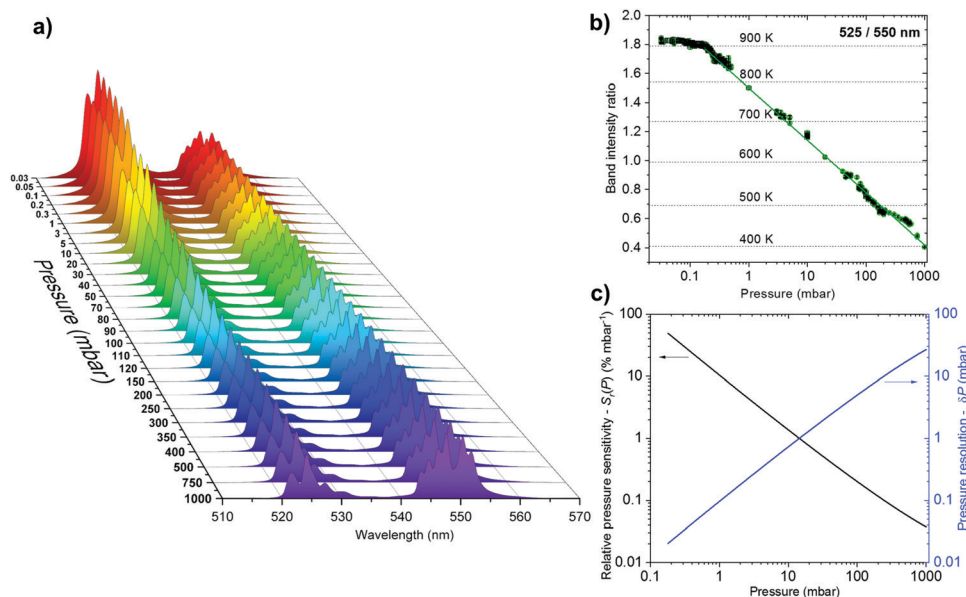 a)
0.03
0.05
0.1
0.2
0.3
1
3
5
10
20
30
40
50
70
80
90
100
110
120
150
200
250
300
350
400
500
750
1000
Pressure (mbar)
510 520 530 540 550 560 570
Wavelength (nm)
b)
525 / 550 nm
2.0
1.8
1.6
1.4
1.2
1.0
0.8
0.6
0.4
Band intensity ratio
900 K
800 K
700 K
600 K
500 K
400 K
0.1 1 10 100 1000
Pressure (mbar)
c)
100
10
1
0.1
0.01
Relative pressure sensitivity - Sᵣ(P) (% mbar⁻¹)
100
10
1
0.1
0.01
Pressure resolution - δP (mbar)
0.1 1 10 100 1000
Pressure (mbar)